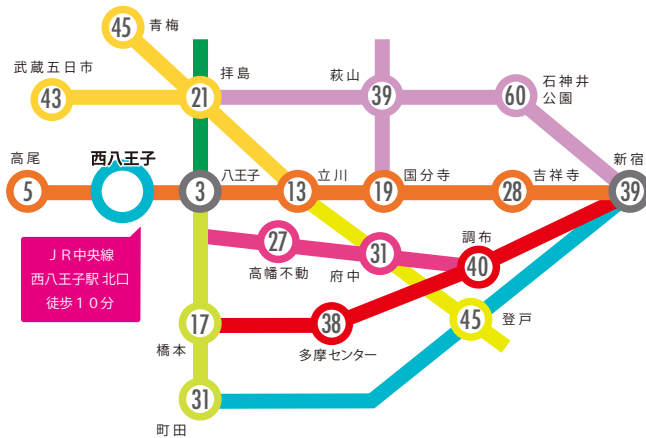 45
青梅
武蔵五日市
43
拝島
21
萩山
39
石神井
公園
60
高尾
5
西八王子
八王子
3
立川
13
国分寺
19
吉祥寺
28
新宿
39
JR中央線
西八王子駅 北口
徒歩10分
27
高幡不動
31
府中
調布
40
17
橋本
38
多摩センター
45
登戸
31
町田